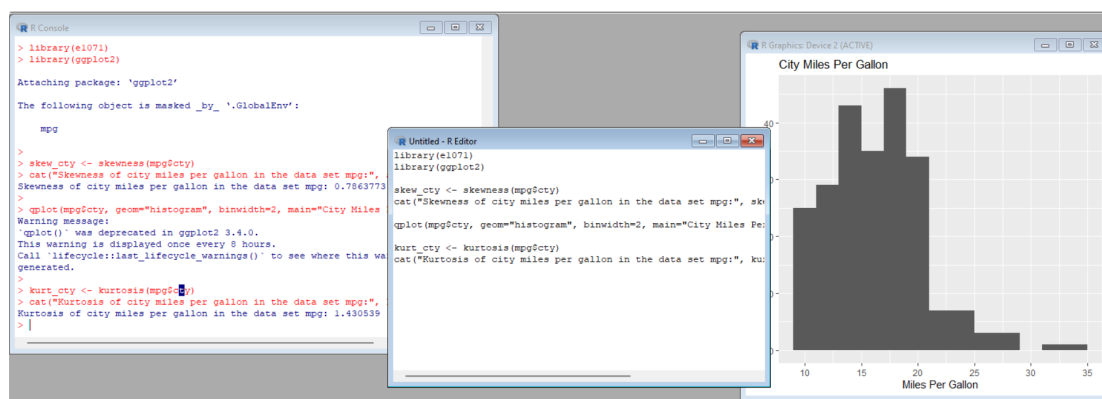 R Console
> library(e1071)
> library(ggplot2)
Attaching package: ‘ggplot2’
The following object is masked _by_ ‘.GlobalEnv’:
mpg
>
> skew_cty <- skewness(mpg$cty)
> cat("Skewness of city miles per gallon in the data set mpg:",
Skewness of city miles per gallon in the data set mpg: 0.7863773
>
> qplot(mpg$cty, geom="histogram", binwidth=2, main="City Miles
Warning message:
`qplot()` was deprecated in ggplot2 3.4.0.
This warning is displayed once every 8 hours.
Call `lifecycle::last_lifecycle_warnings()` to see where this
generated.
>
> kurt_cty <- kurtosis(mpg$cty)
> cat("Kurtosis of city miles per gallon in the data set mpg:",
Kurtosis of city miles per gallon in the data set mpg: 1.430539
>
Untitled - R Editor
library(e1071)
library(ggplot2)
skew_cty <- skewness(mpg$cty)
cat("Skewness of city miles per gallon in the data set mpg:",
qplot(mpg$cty, geom="histogram", binwidth=2, main="City Miles
kurt_cty <- kurtosis(mpg$cty)
cat("Kurtosis of city miles per gallon in the data set mpg:",
R Graphics: Device 2 (ACTIVE)
City Miles Per Gallon
40
10 15 20 25 30 35
Miles Per Gallon